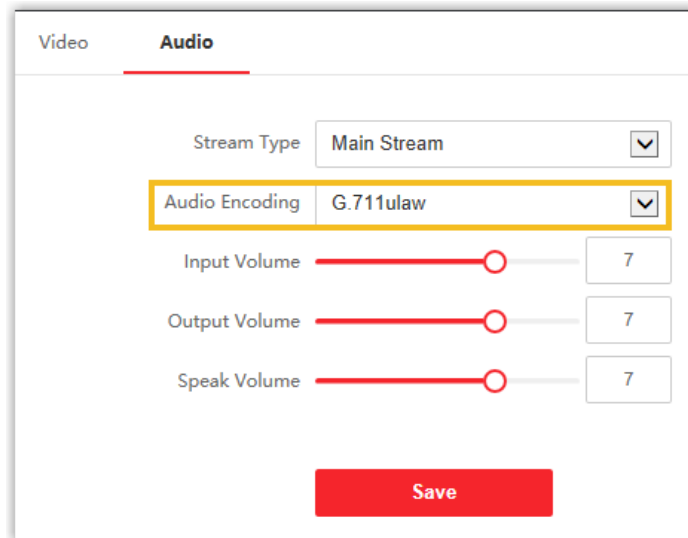 Video Audio
Stream Type Main Stream
Audio Encoding G.711ulaw
Input Volume 7
Output Volume 7
Speak Volume 7
Save